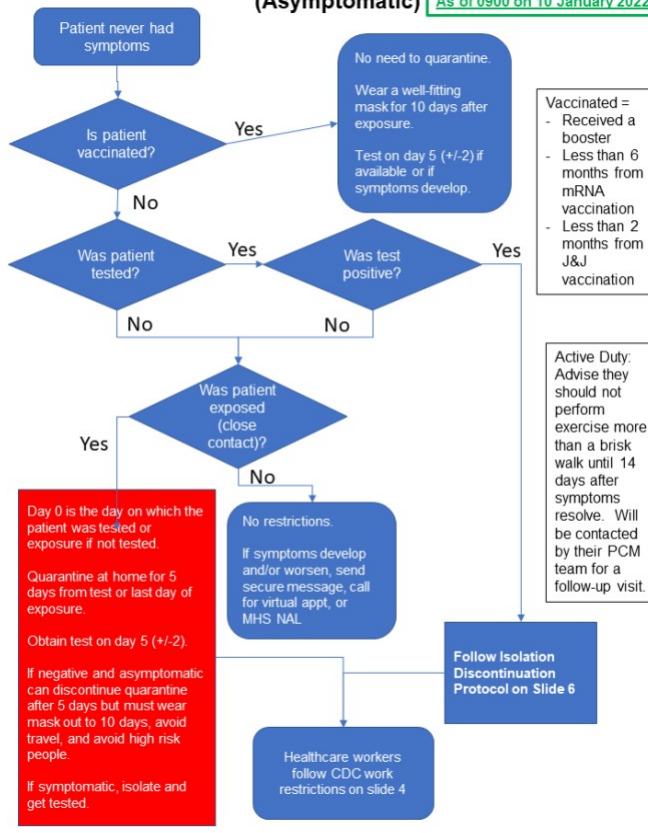 (Asymptomatic)
As of 0900 on 10 January 2022
Patient never had
symptoms
No need to quarantine.
Wear a well-fitting
mask for 10 days after
exposure.
Test on day 5 (+/-2) if
available or if
symptoms develop.
Is patient
vaccinated?
Yes
No
Vaccinated =
- Received a
booster
- Less than 6
months from
mRNA
vaccination
- Less than 2
months from
J&J
vaccination
Was patient
tested?
Yes
Was test
positive?
Yes
No
No
Was patient
exposed
(close
contact)?
Yes
No
Active Duty:
Advise they
should not
perform
exercise more
than a brisk
walk until 14
days after
symptoms
resolve. Will
be contacted
by their PCM
team for a
follow-up visit.
Day 0 is the day on which the
patient was tested or
exposure if not tested.
Quarantine at home for 5
days from test or last day of
exposure.
Obtain test on day 5 (+/-2).
If negative and asymptomatic
can discontinue quarantine
after 5 days but must wear
mask out to 10 days, avoid
travel, and avoid high risk
people.
If symptomatic, isolate and
get tested.
No restrictions.
If symptoms develop
and/or worsen, send
secure message, call
for virtual appt, or
MHS NAL
Follow Isolation
Discontinuation
Protocol on Slide 6
Healthcare workers
follow CDC work
restrictions on slide 4